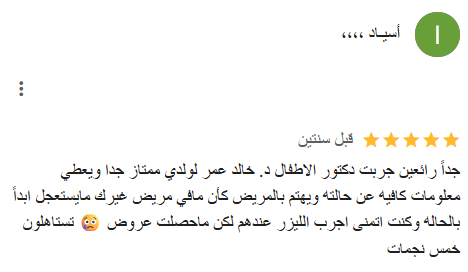 ا
أسيـاد ،،،،
قبل سنتين
جداً رائعين جربت دكتور الاطفال د. خالد عمر لولدي ممتاز جدا ويعطي
معلومات كافيه عن حالته ويهتم بالمريض كأن مافي مريض غيرك مايستعجل ابداً
بالحاله وكنت اتمنى اجرب الليزر عندهم لكن ماحصلت عروض 🤕 تستاهلون
خمس نجمات